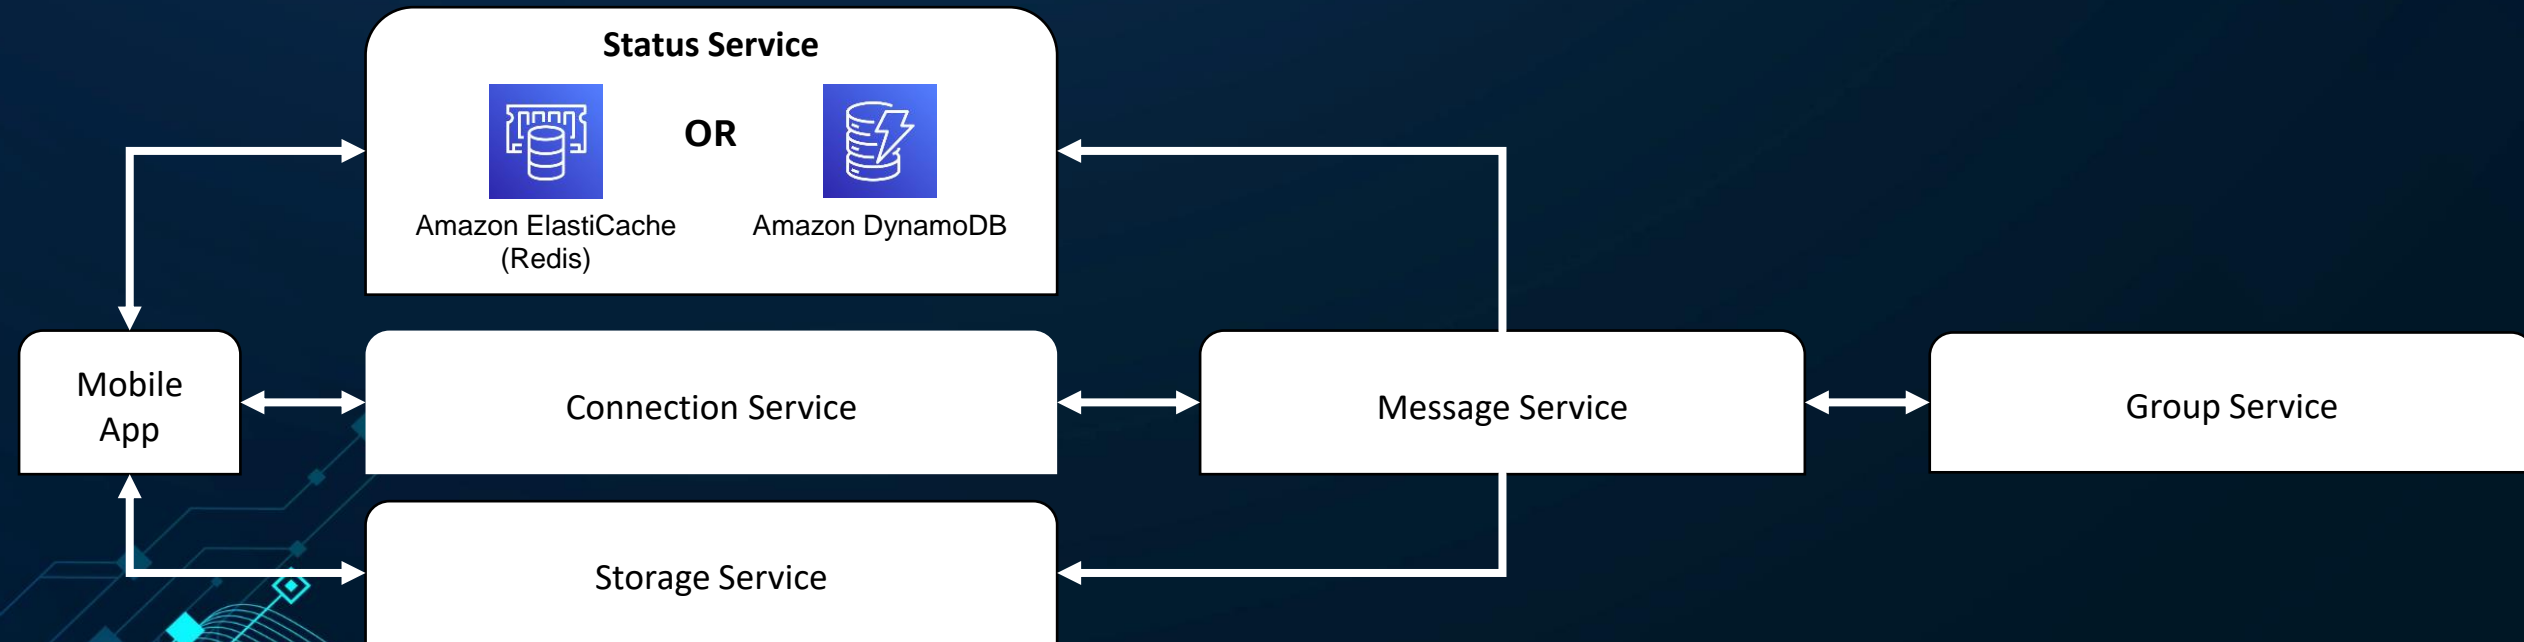 Status Service
OR
Amazon ElastiCache
(Redis)
Amazon DynamoDB
Mobile
App
Connection Service
Message Service
Group Service
Storage Service